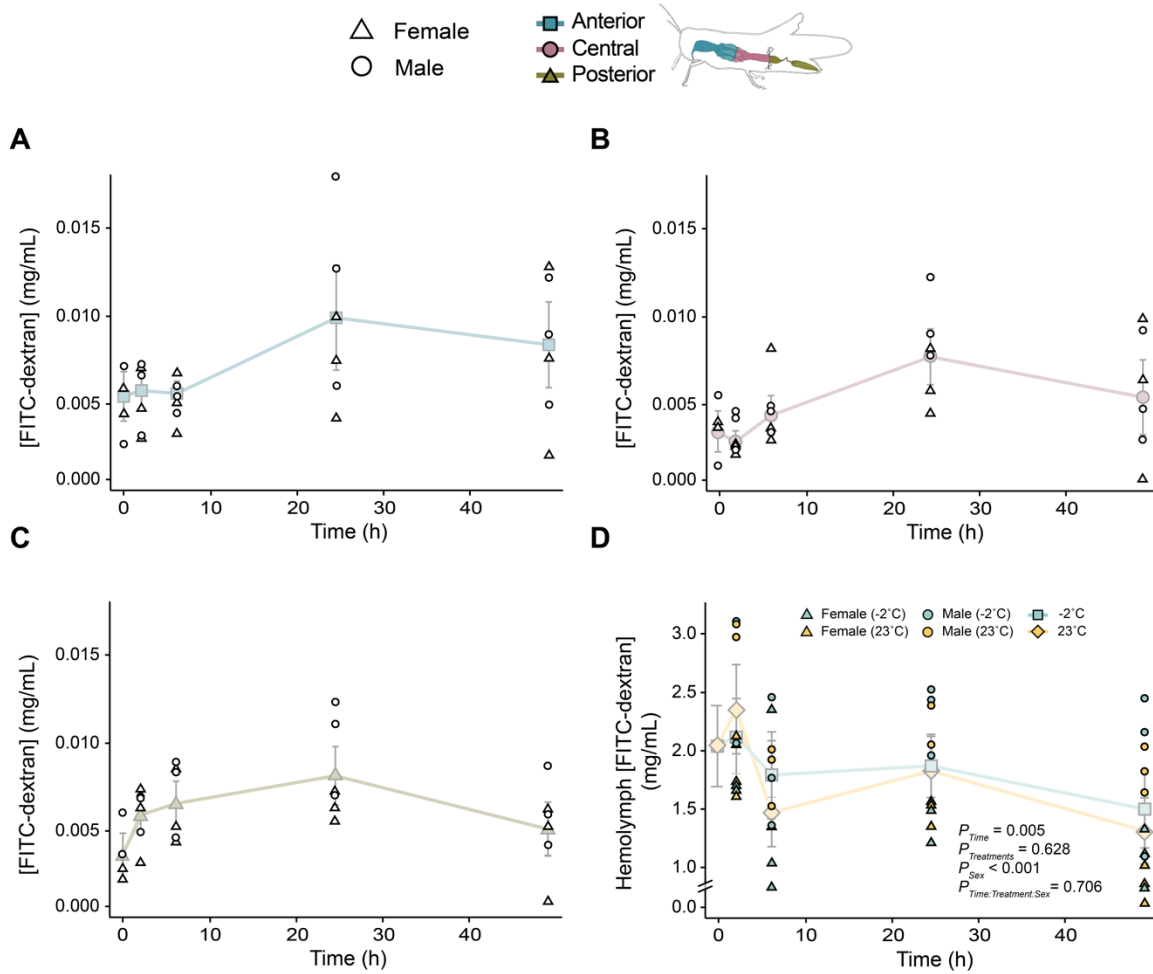 Female
Male
Anterior
Central
Posterior
A
[FITC-dextran] (mg/mL)
0.015
0.010
0.005
0.000
0 10 20 30 40
Time (h)
B
[FITC-dextran] (mg/mL)
0.015
0.010
0.005
0.000
0 10 20 30 40
Time (h)
C
[FITC-dextran] (mg/mL)
0.015
0.010
0.005
0.000
0 10 20 30 40
Time (h)
D
Hemolymph [FITC-dextran]
(mg/mL)
3.0
2.5
2.0
1.5
1.0
0.0
Female (-2˚C) Male (-2˚C) -2˚C
Female (23˚C) Male (23˚C) 23˚C
P Time = 0.005
P Treatments = 0.628
P Sex < 0.001
P Time:Treatment:Sex = 0.706
0 10 20 30 40
Time (h)